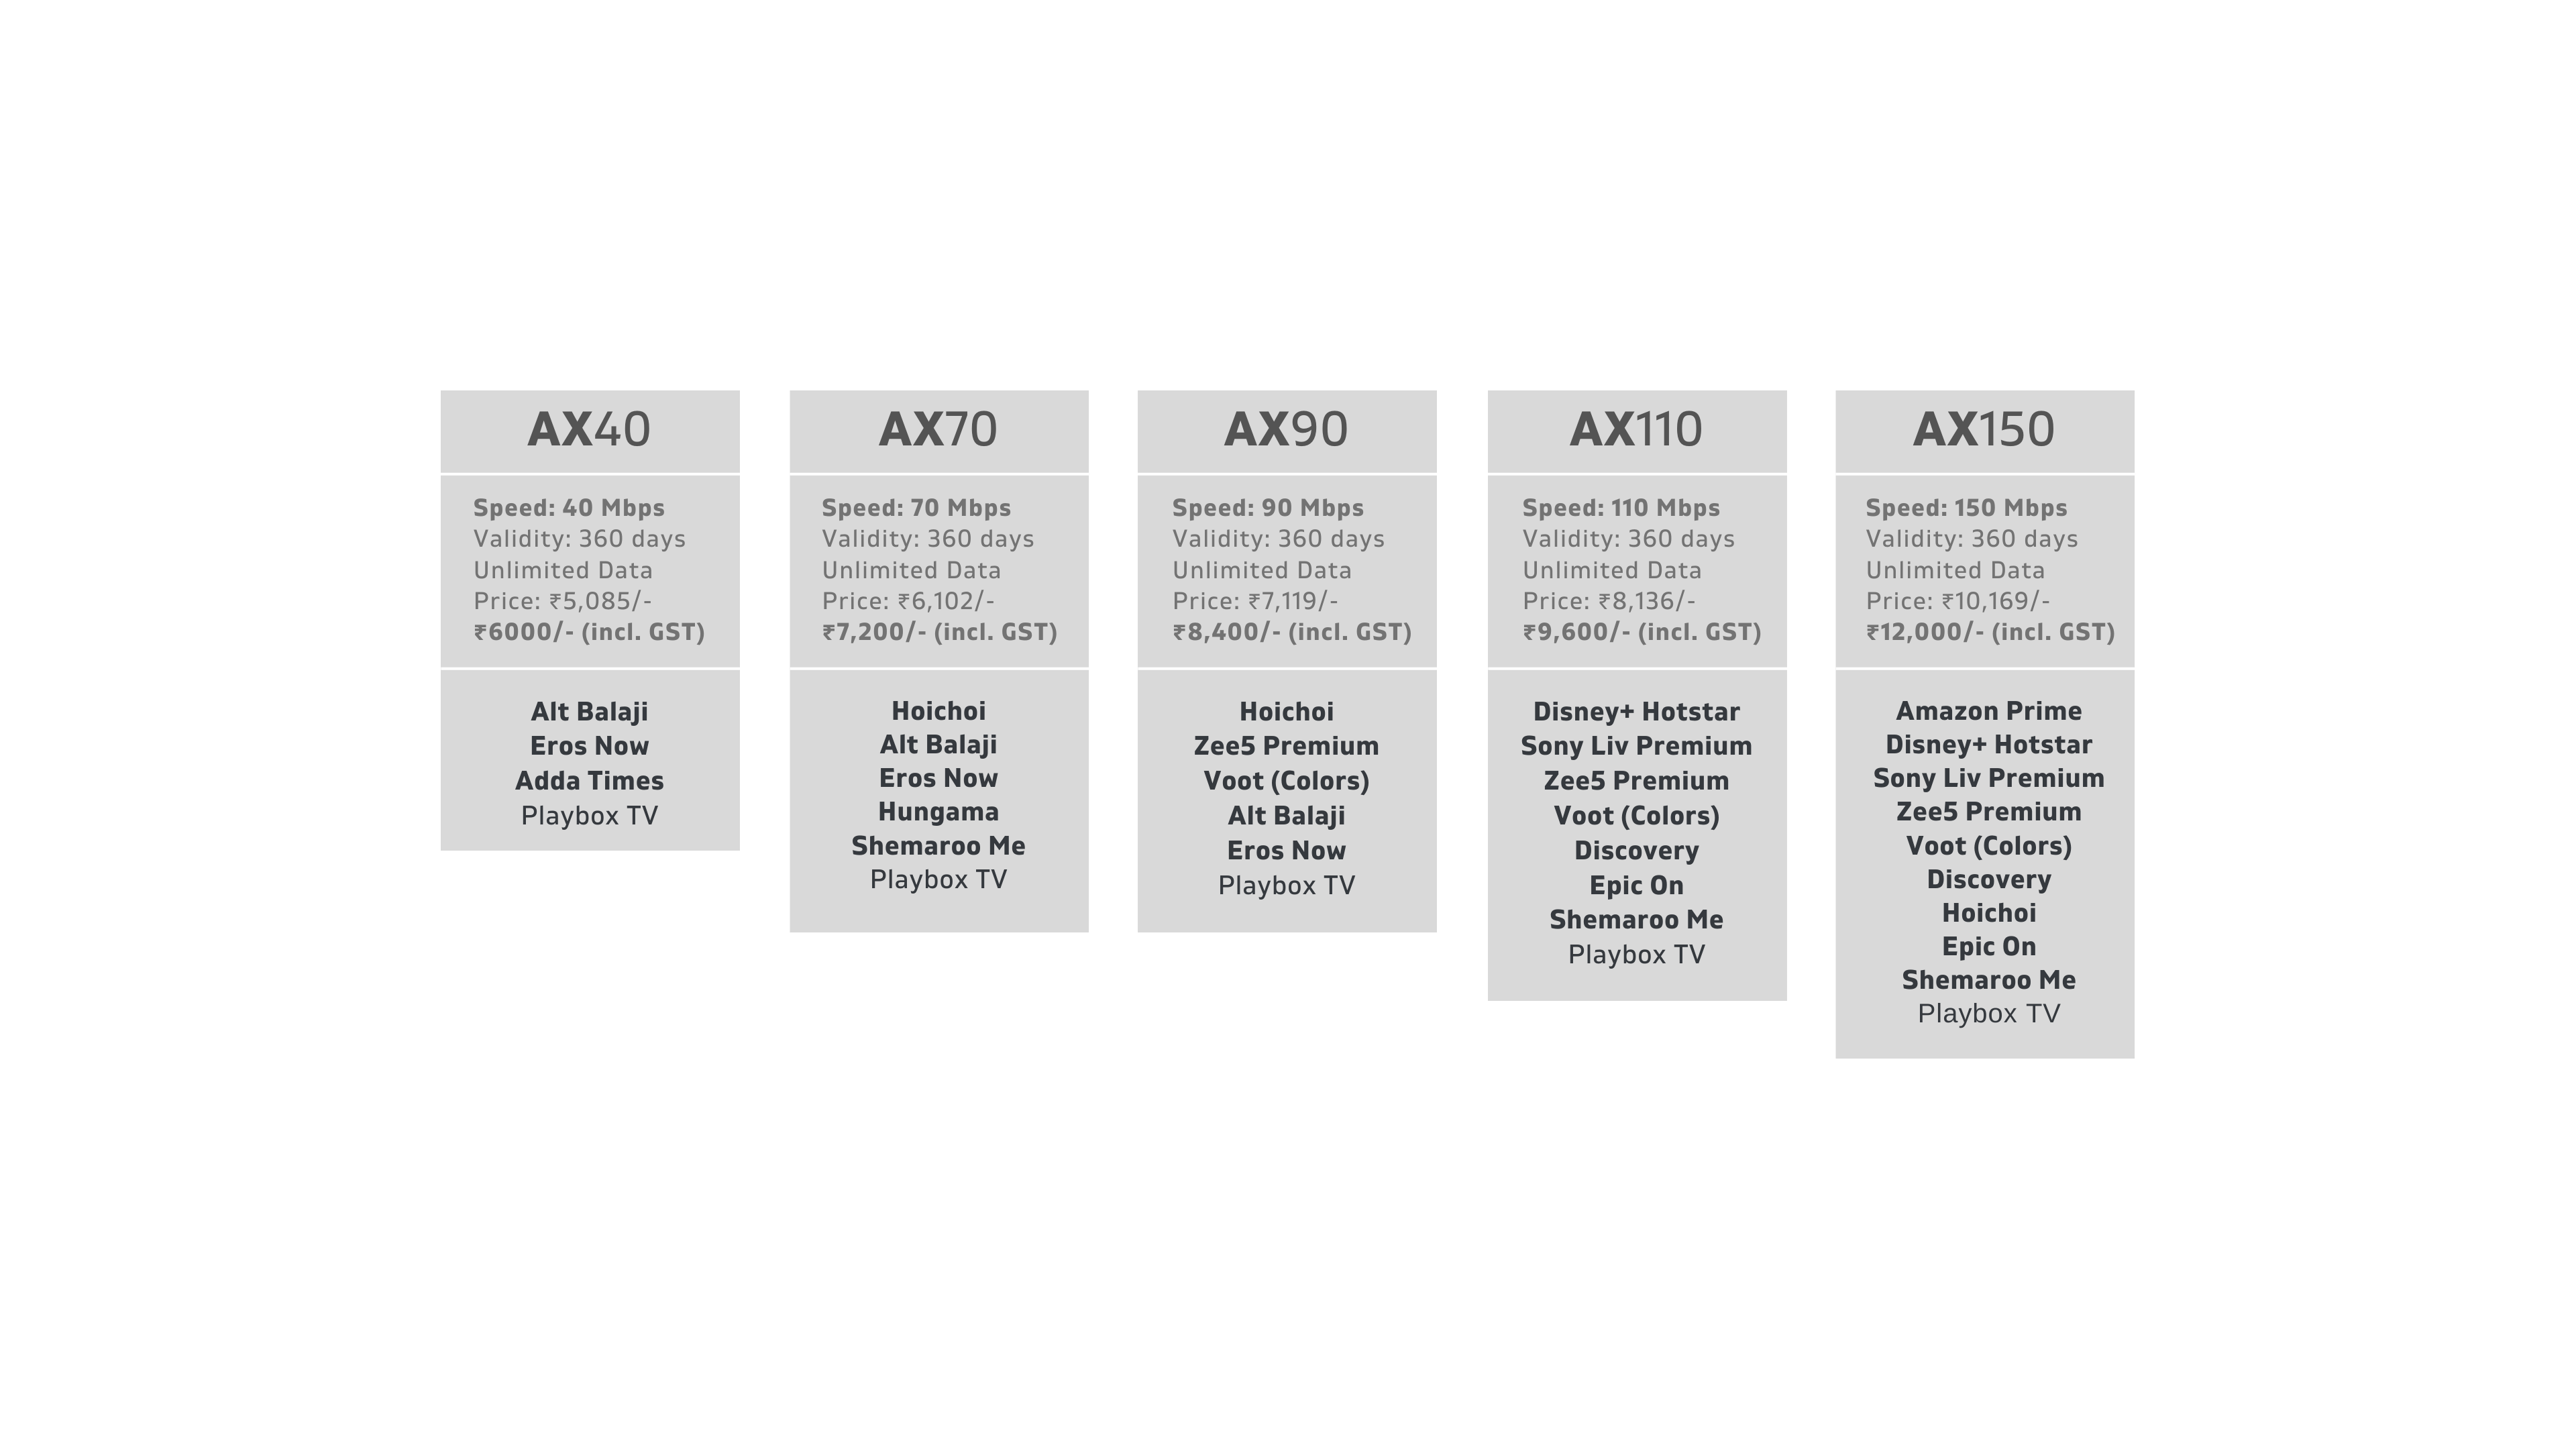 AX40
Speed: 40 Mbps
Validity: 360 days
Unlimited Data
Price: ₹5,085/-
₹6000/- (incl. GST)
Alt Balaji
Eros Now
Adda Times
Playbox TV
AX70
Speed: 70 Mbps
Validity: 360 days
Unlimited Data
Price: ₹6,102/-
₹7,200/- (incl. GST)
Hoichoi
Alt Balaji
Eros Now
Hungama
Shemaroo Me
Playbox TV
AX90
Speed: 90 Mbps
Validity: 360 days
Unlimited Data
Price: ₹7,119/-
₹8,400/- (incl. GST)
Hoichoi
Zee5 Premium
Voot (Colors)
Alt Balaji
Eros Now
Playbox TV
AX110
Speed: 110 Mbps
Validity: 360 days
Unlimited Data
Price: ₹8,136/-
₹9,600/- (incl. GST)
Disney+ Hotstar
Sony Liv Premium
Zee5 Premium
Voot (Colors)
Discovery
Epic On
Shemaroo Me
Playbox TV
AX150
Speed: 150 Mbps
Validity: 360 days
Unlimited Data
Price: ₹10,169/-
₹12,000/- (incl. GST)
Amazon Prime
Disney+ Hotstar
Sony Liv Premium
Zee5 Premium
Voot (Colors)
Discovery
Hoichoi
Epic On
Shemaroo Me
Playbox TV